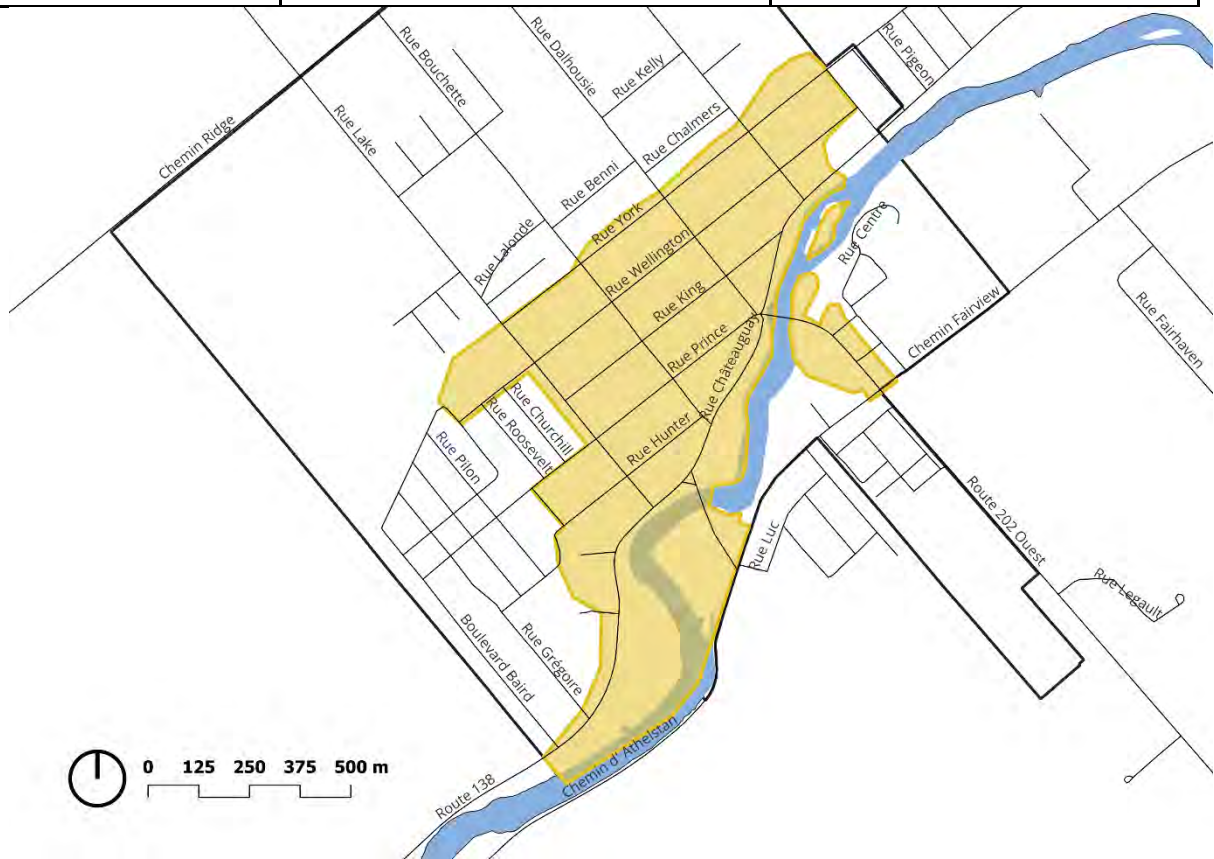 Rue Bouchette
Rue Dalhousie
Rue Pigeon
Rue Kelly
Chemin Ridge
Rue Lake
Rue Chalmers
Rue Benni
Rue York
Rue Lalonde
Rue Centre
Rue Wellington
Rue King
Rue Prince
Rue Châteauguay
Chemin Fairview
Rue Fairhaven
Rue Churchill
Rue Roosevelt
Rue Hunter
Rue Pilon
Route 202 Ouest
Rue Luc
Rue Legault
Rue Grégoire
Boulevard Baird
Chemin d' Athelstan
Route 138
0 125 250 375 500 m